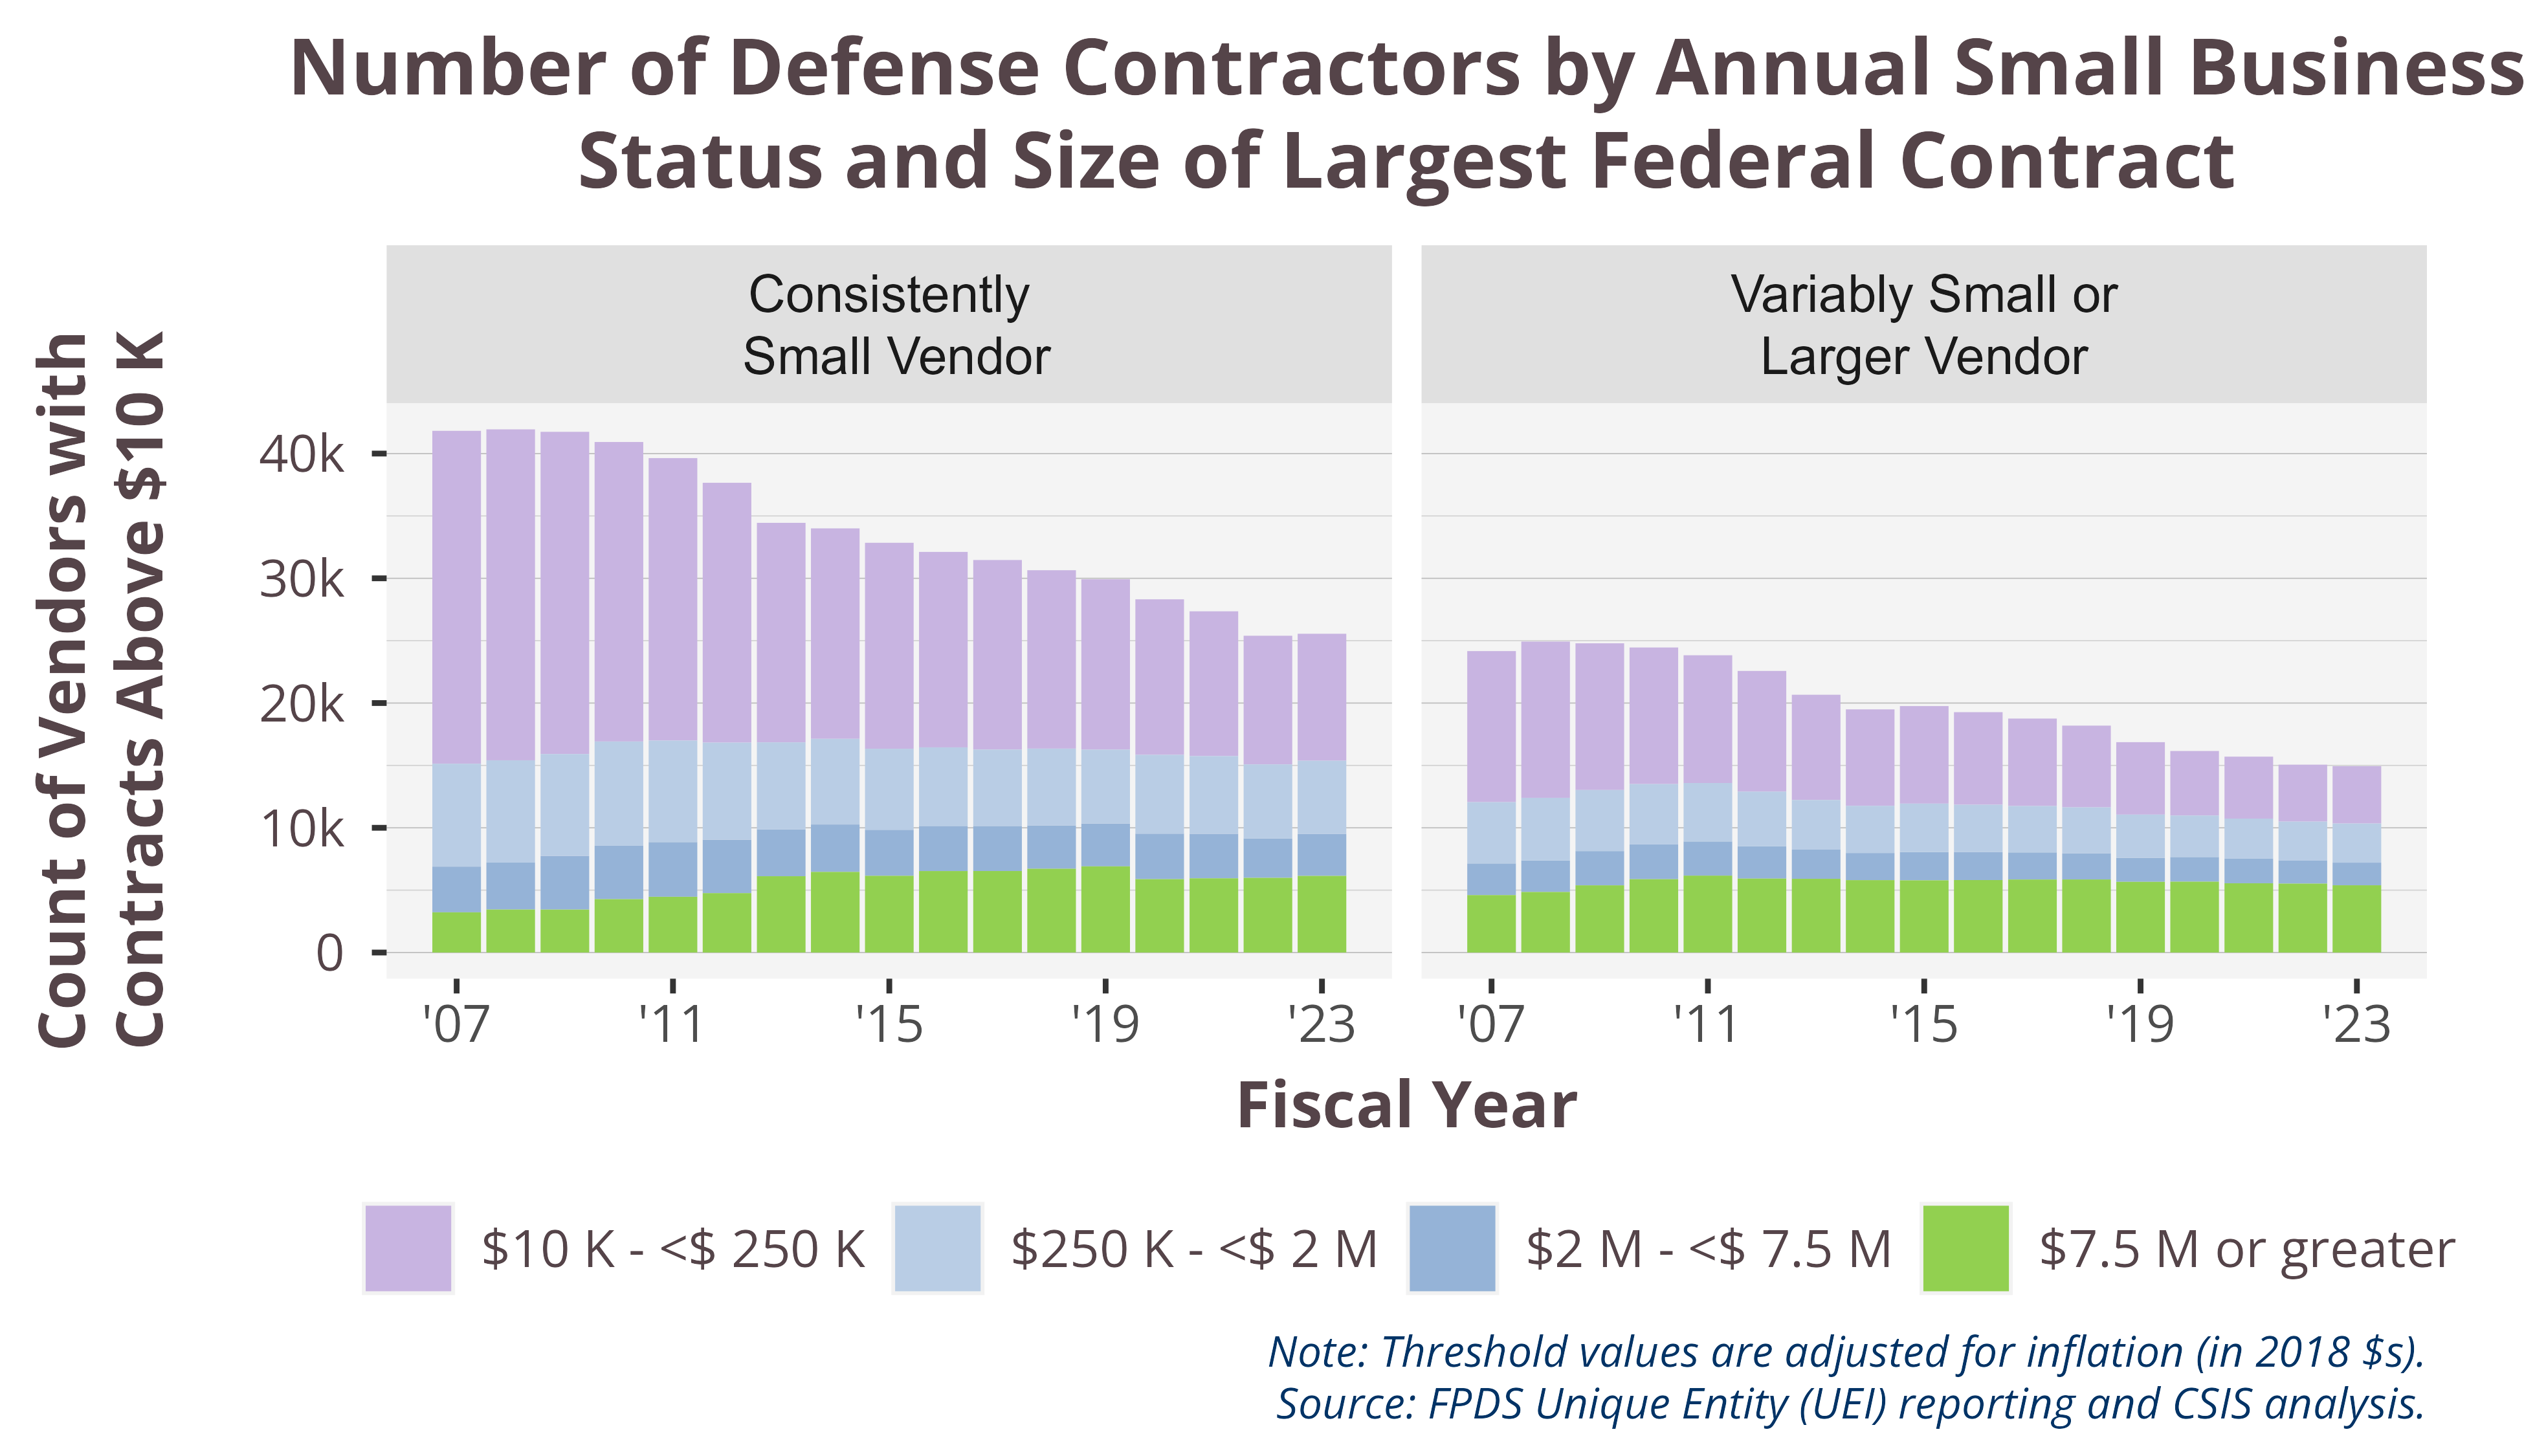 Number of Defense Contractors by Annual Small Business
Status and Size of Largest Federal Contract
Count of Vendors with
Contracts Above $10 K
Consistently
Small Vendor
Variably Small or
Larger Vendor
40k
30k
20k
10k
0
'07 '11 '15 '19 '23 '07 '11 '15 '19 '23
Fiscal Year
$10 K - <$ 250 K $250 K - <$ 2 M $2 M - <$ 7.5 M $7.5 M or greater
Note: Threshold values are adjusted for inflation (in 2018 $s).
Source: FPDS Unique Entity (UEI) reporting and CSIS analysis.